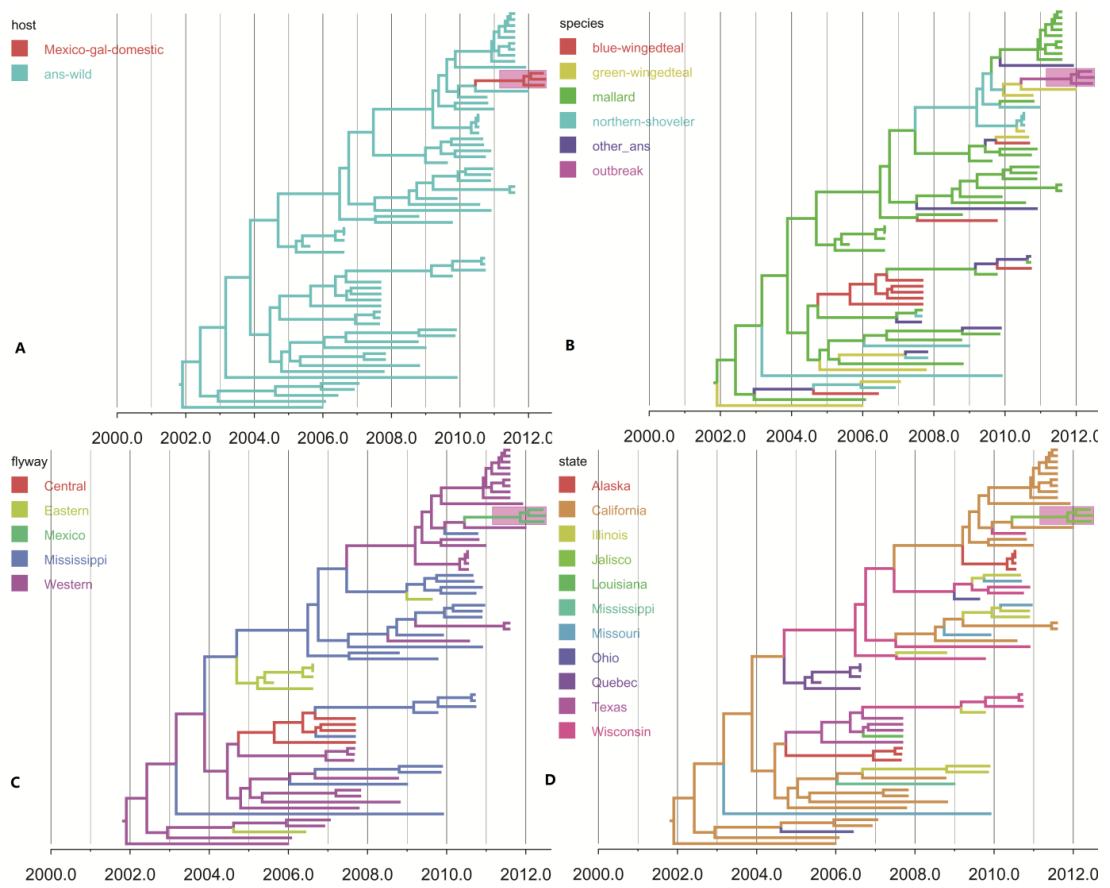 host
Mexico-gal-domestic
ans-wild
A
2000.0 2002.0 2004.0 2006.0 2008.0 2010.0 2012.0
species
blue-wingedteal
green-wingedteal
mallard
northern-shoveler
other_ans
outbreak
B
2000.0 2002.0 2004.0 2006.0 2008.0 2010.0 2012.0
flyway
Central
Eastern
Mexico
Mississippi
Western
C
2000.0 2002.0 2004.0 2006.0 2008.0 2010.0 2012.0
state
Alaska
California
Illinois
Jalisco
Louisiana
Mississippi
Missouri
Ohio
Quebec
Texas
Wisconsin
D
2000.0 2002.0 2004.0 2006.0 2008.0 2010.0 2012.0